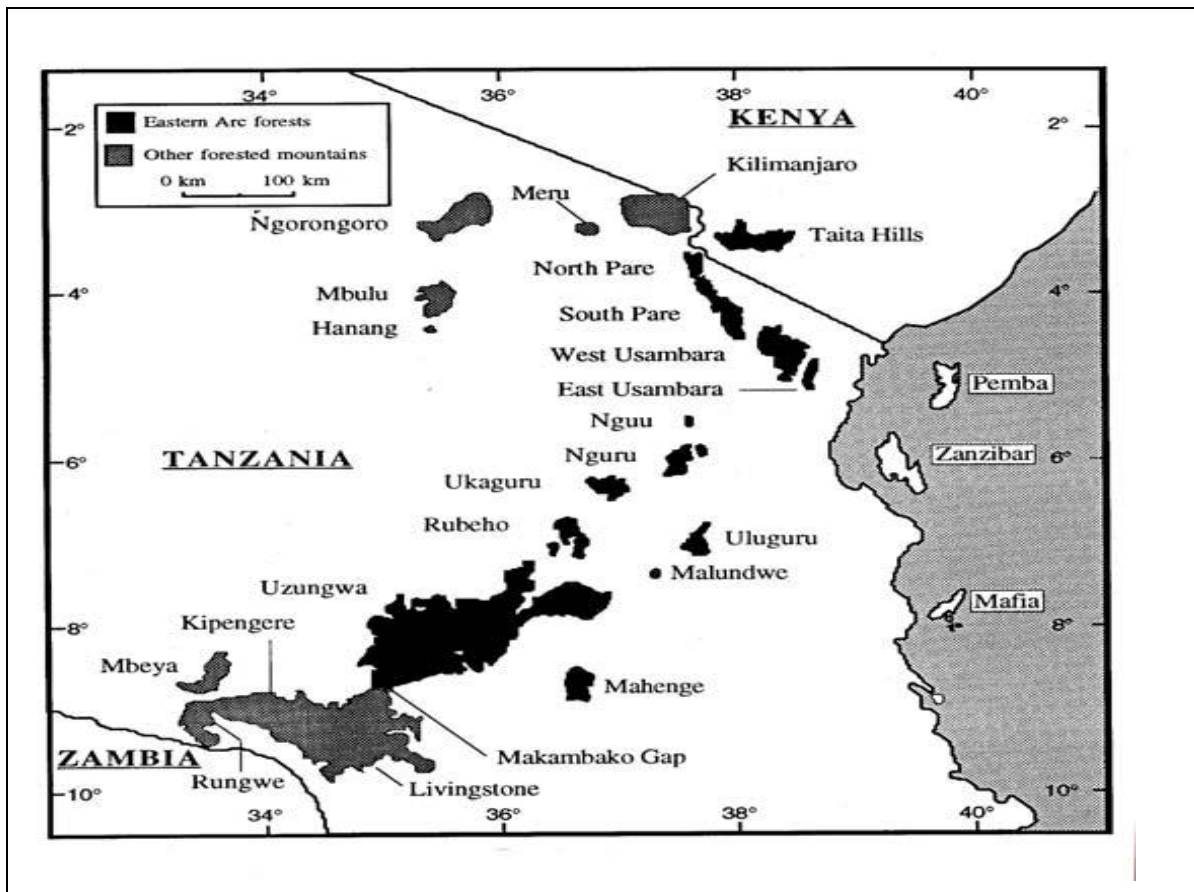 34°
36°
38°
40°
Eastern Arc forests
Other forested mountains
0 km 100 km
2°
KENYA
2°
Kilimanjaro
Meru
Ńgorongoro
Taita Hills
North Pare
4°
Mbulu
4°
Hanang
South Pare
West Usambara
East Usambara
Pemba
Nguu
TANZANIA
6°
Nguru
Zanzibar
6°
Ukaguru
Rubeho
Uluguru
Malundwe
Uzungwa
Mafia
Kipengere
8°
8°
Mbeya
Mahenge
ZAMBIA
Makambako Gap
Rungwe
Livingstone
10°
10°
34°
36°
38°
40°